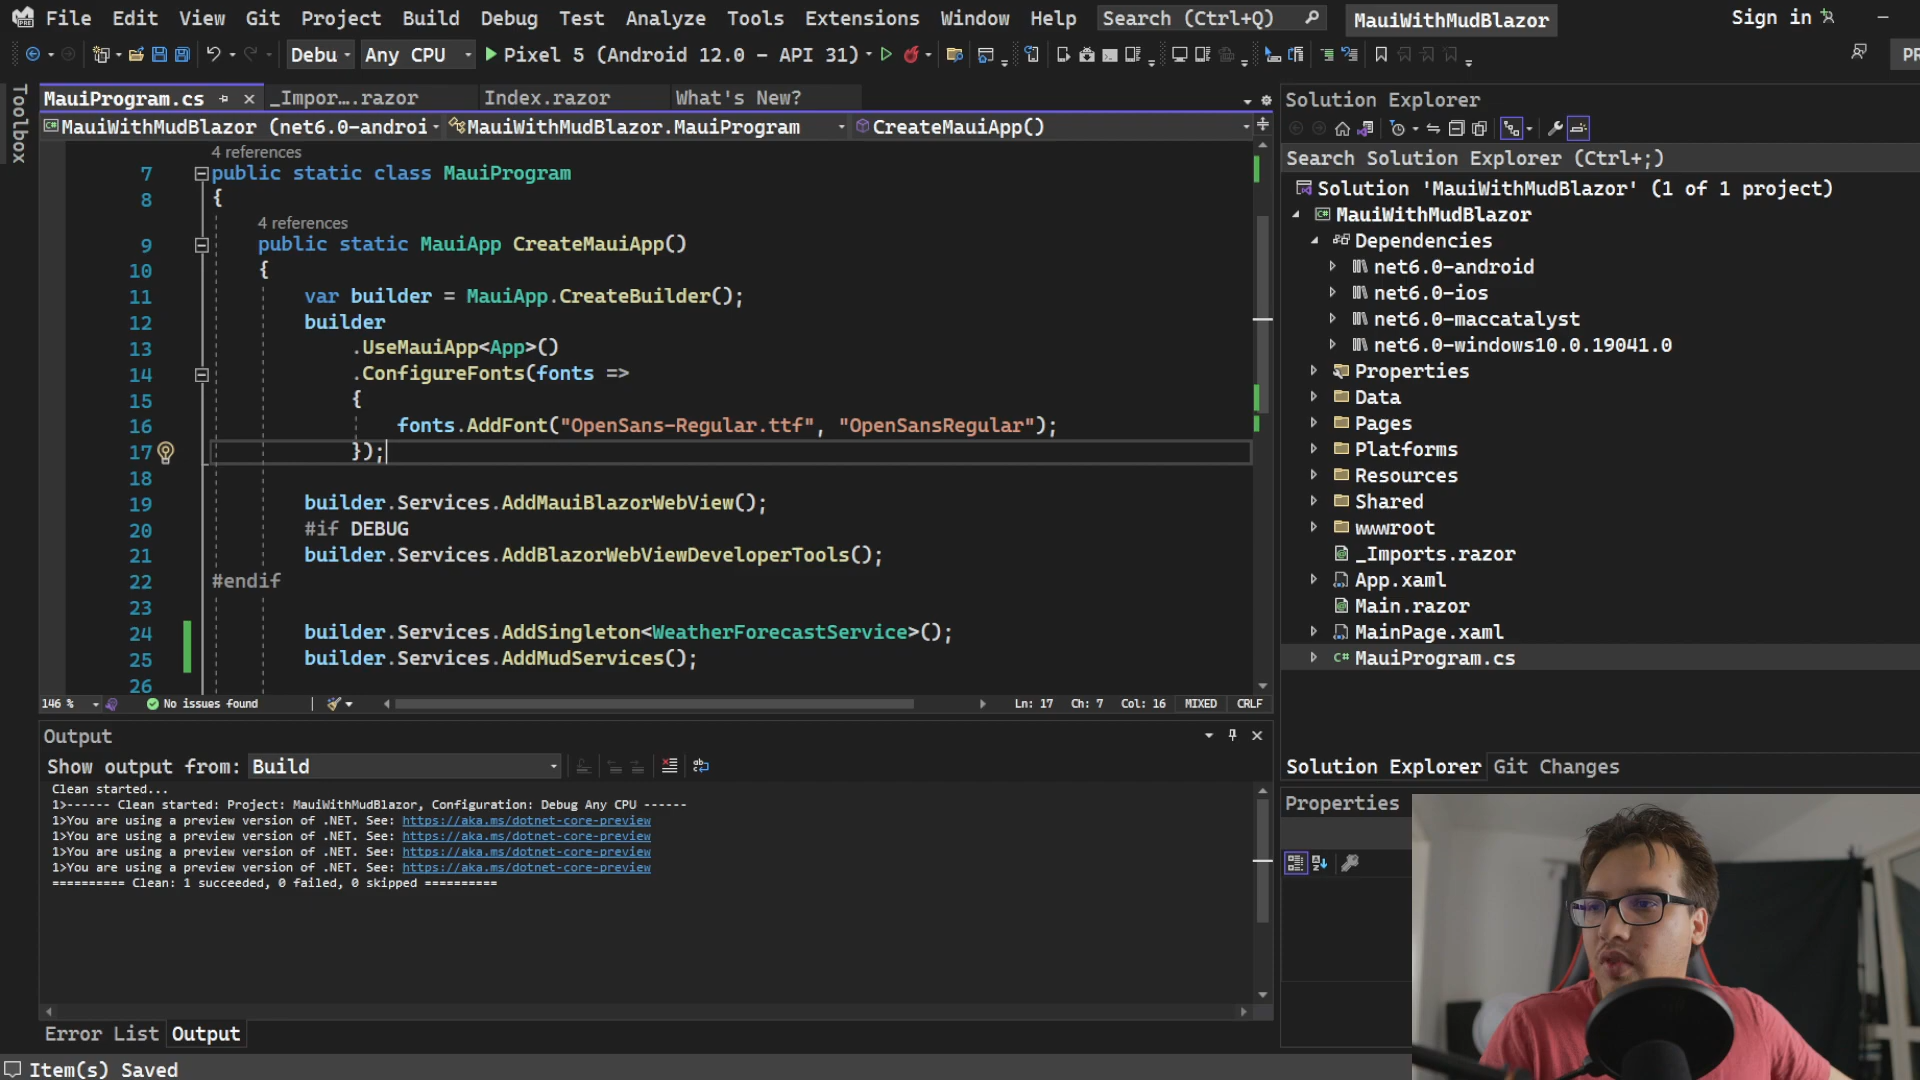 File Edit View Git Project Build Debug Test Analyze Tools Extensions Window Help Search (Ctrl+Q) MauiWithMudBlazor Sign in
Debu Any CPU Pixel 5 (Android 12.0 - API 31) PR
Toolbox
MauiProgram.cs _Impor….razor Index.razor What's New?
MauiWithMudBlazor (net6.0-androi MauiWithMudBlazor.MauiProgram CreateMauiApp()
4 references
7 public static class MauiProgram
8 {
4 references
9 public static MauiApp CreateMauiApp()
10 {
11 var builder = MauiApp.CreateBuilder();
12 builder
13 .UseMauiApp<App>()
14 .ConfigureFonts(fonts =>
15 {
16 fonts.AddFont("OpenSans-Regular.ttf", "OpenSansRegular");
17 });
18
19 builder.Services.AddMauiBlazorWebView();
20 #if DEBUG
21 builder.Services.AddBlazorWebViewDeveloperTools();
22 #endif
23
24 builder.Services.AddSingleton<WeatherForecastService>();
25 builder.Services.AddMudServices();
26
146 % No issues found Ln: 17 Ch: 7 Col: 16 MIXED CRLF
Output
Show output from: Build
Clean started...
1>------ Clean started: Project: MauiWithMudBlazor, Configuration: Debug Any CPU ------
1>You are using a preview version of .NET. See: https://aka.ms/dotnet-core-preview
1>You are using a preview version of .NET. See: https://aka.ms/dotnet-core-preview
1>You are using a preview version of .NET. See: https://aka.ms/dotnet-core-preview
1>You are using a preview version of .NET. See: https://aka.ms/dotnet-core-preview
========== Clean: 1 succeeded, 0 failed, 0 skipped ==========
Error List Output
Item(s) Saved
Solution Explorer
Search Solution Explorer (Ctrl+;)
Solution 'MauiWithMudBlazor' (1 of 1 project)
MauiWithMudBlazor
Dependencies
net6.0-android
net6.0-ios
net6.0-maccatalyst
net6.0-windows10.0.19041.0
Properties
Data
Pages
Platforms
Resources
Shared
wwwroot
_Imports.razor
App.xaml
Main.razor
MainPage.xaml
C# MauiProgram.cs
Solution Explorer Git Changes
Properties